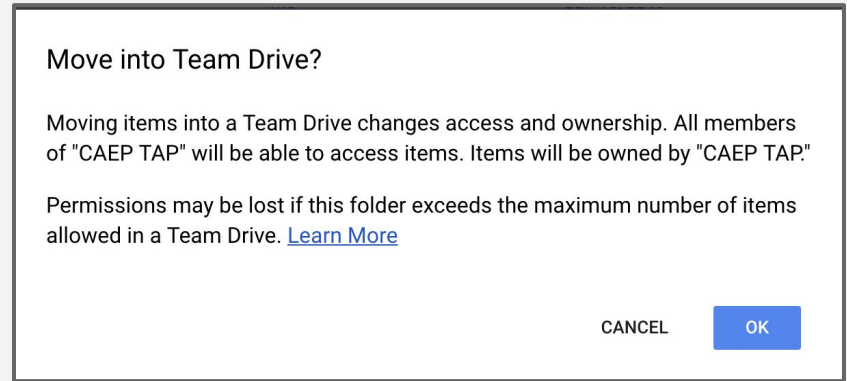 Move into Team Drive?
Moving items into a Team Drive changes access and ownership. All members
of "CAEP TAP" will be able to access items. Items will be owned by "CAEP TAP."
Permissions may be lost if this folder exceeds the maximum number of items
allowed in a Team Drive. Learn More
CANCEL OK